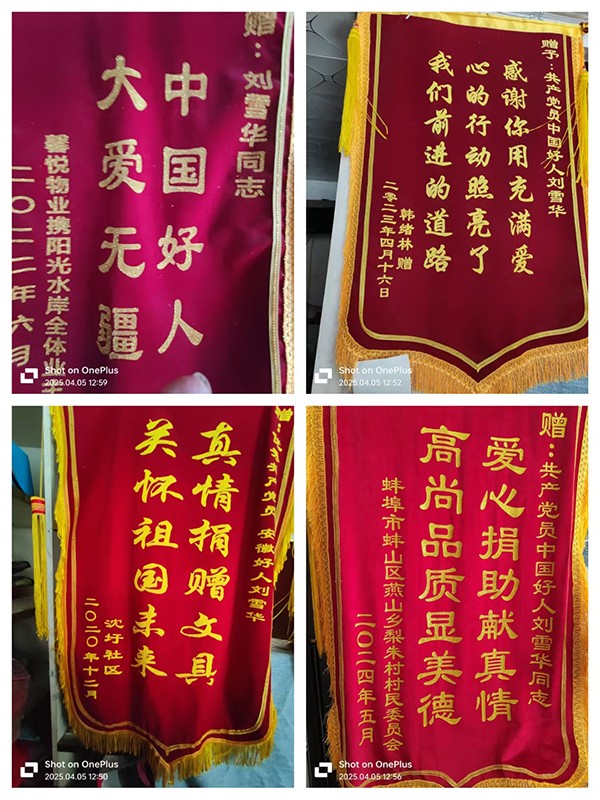 赠:刘雪华同志
中国好人
大爱无疆
馨悦物业携阳光水岸全体业
二〇二二年六月
Shot on OnePlus
2025.04.05 12:59
赠予:共产党员中国好人刘雪华
感谢你用充满爱
心的行动照亮了
我们前进的道路
韩绪林 赠
二零二三年四月十六日
Shot on OnePlus
2025.04.05 12:52
赠:共产党员 安徽好人刘雪华
真情捐赠文具
关怀祖国未来
沈圩社区
二〇二〇年十二月
Shot on OnePlus
2025.04.05 12:50
赠:共产党员中国好人刘雪华同志
爱心捐助献真情
高尚品质显美德
蚌埠市蚌山区燕山乡梨朱村村民委员会
二〇二四年五月
Shot on OnePlus
2025.04.05 12:56